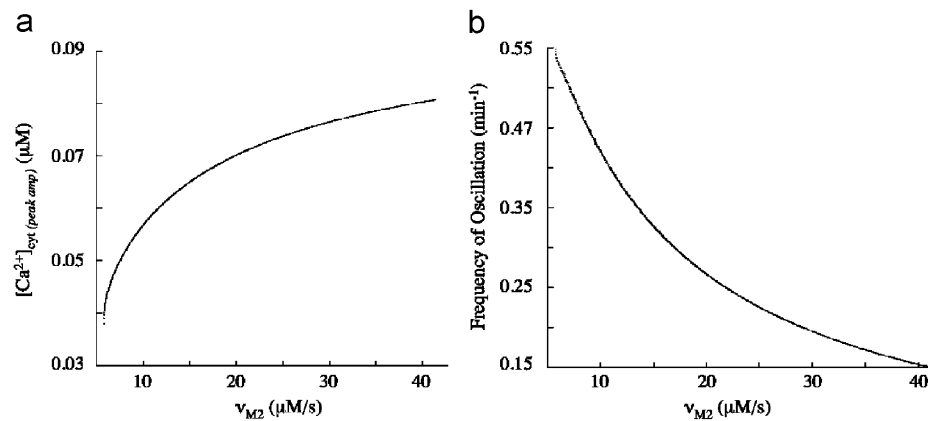 a
0.09
0.07
0.05
0.03
[Ca²⁺]cyt (peak amp) (μM)
10 20 30 40
νM2 (μM/s)
b
0.55
0.47
0.35
0.25
0.15
Frequency of Oscillation (min⁻¹)
10 20 30 40
νM2 (μM/s)